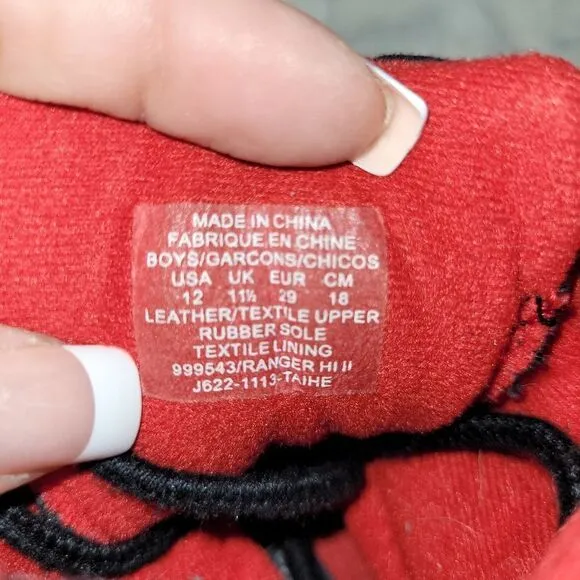 MADE IN CHINA
FABRIQUE EN CHINE
BOYS/GARCONS/CHICOS
USA UK EUR CM
12 11½ 29 18
LEATHER/TEXTILE UPPER
RUBBER SOLE
TEXTILE LINING
999543/RANGER HI II
J622-1113-TAIHE